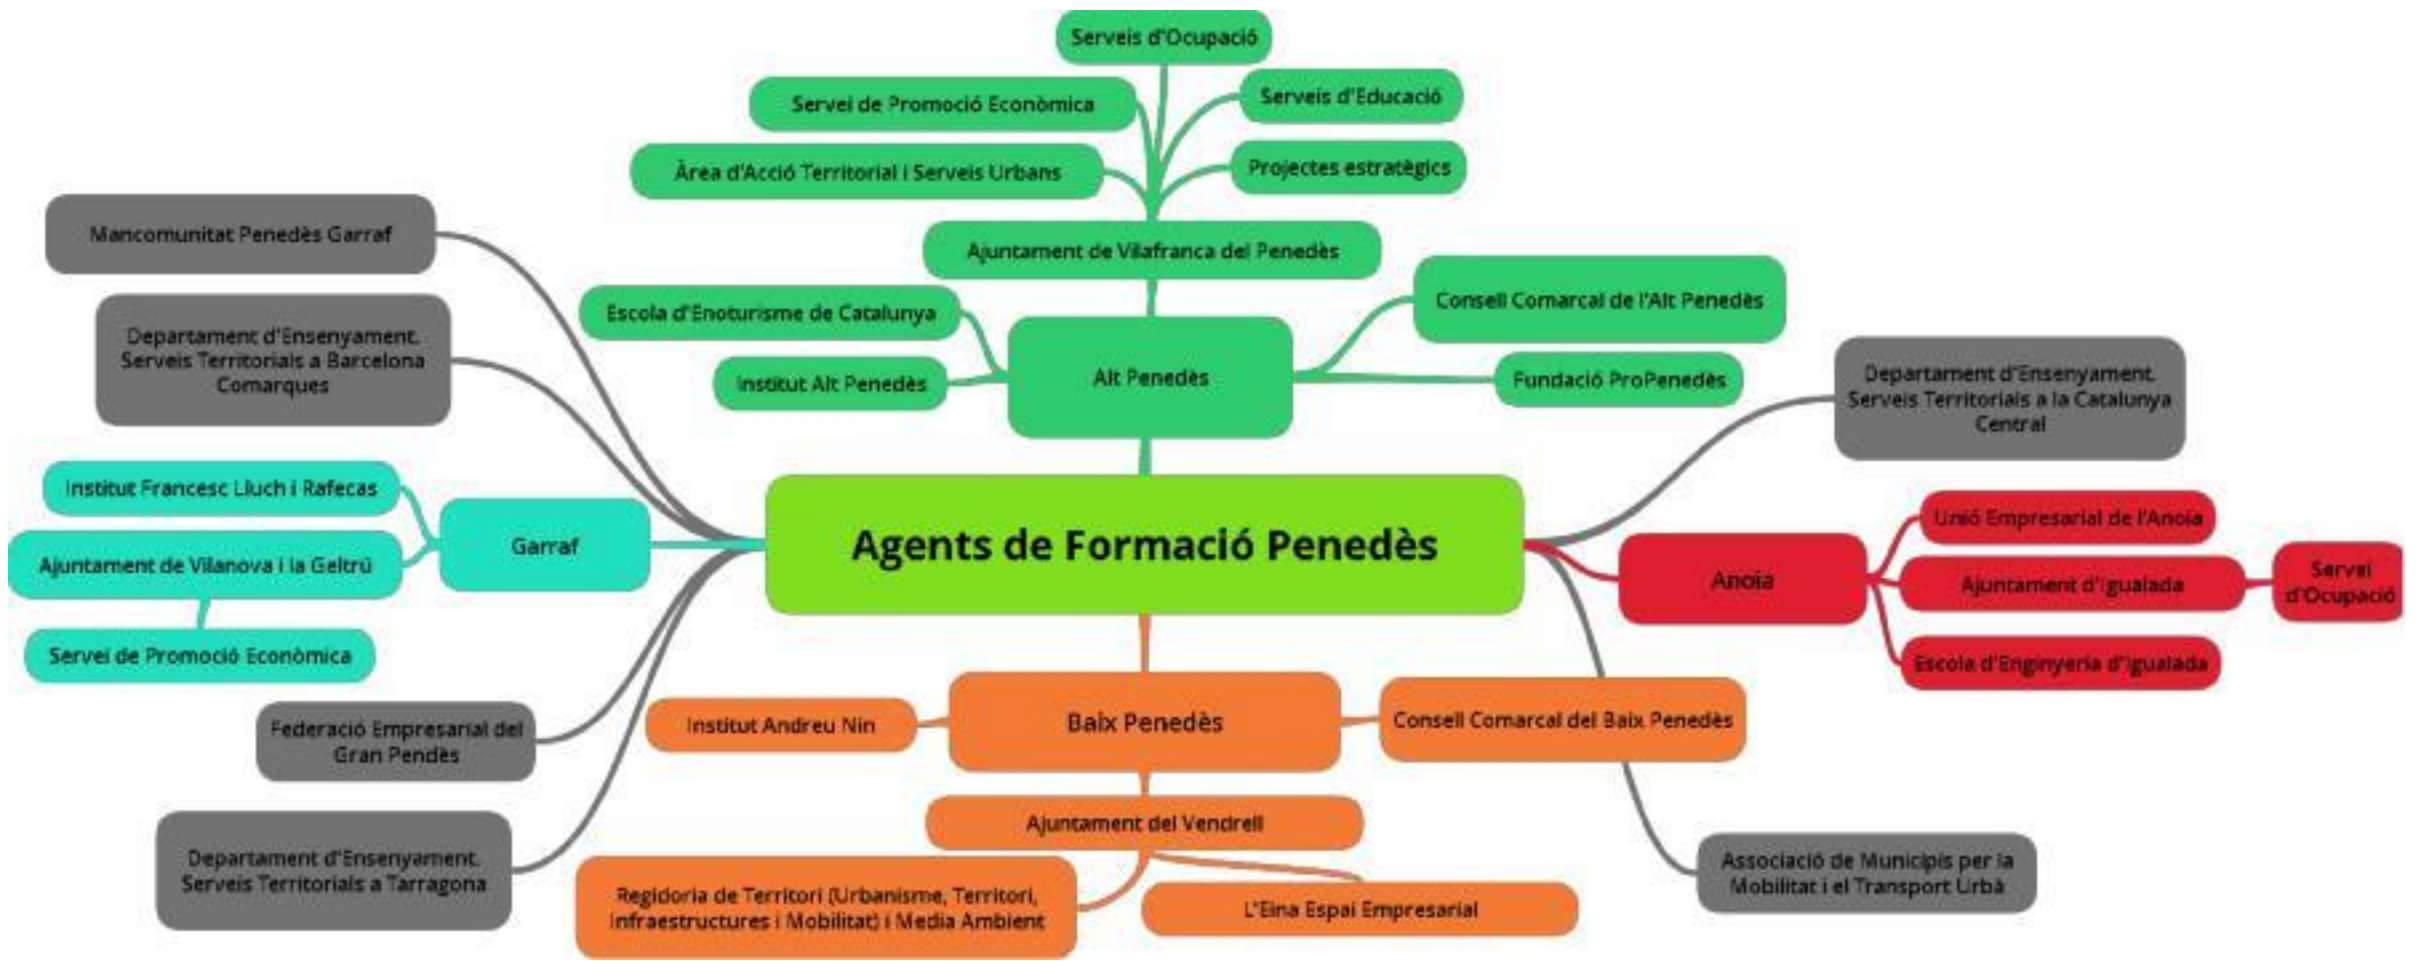 Serveis d'Ocupació
Servei de Promoció Econòmica
Serveis d'Educació
Àrea d'Acció Territorial i Serveis Urbans
Projectes estratègics
Ajuntament de Vilafranca del Penedès
Escola d'Enoturisme de Catalunya
Consell Comarcal de l'Alt Penedès
Institut Alt Penedès
Alt Penedès
Fundació ProPenedès
Mancomunitat Penedès Garraf
Departament d'Ensenyament.
Serveis Territorials a Barcelona
Comarques
Departament d'Ensenyament.
Serveis Territorials a la Catalunya
Central
Institut Francesc Lluch i Rafecas
Garraf
Ajuntament de Vilanova i la Geltrú
Servei de Promoció Econòmica
Agents de Formació Penedès
Unió Empresarial de l'Anoia
Anoia
Ajuntament d'Igualada
Servei
d'Ocupació
Escola d'Enginyeria d'Igualada
Federació Empresarial del
Gran Pendès
Institut Andreu Nin
Baix Penedès
Consell Comarcal del Baix Penedès
Ajuntament del Vendrell
Departament d'Ensenyament.
Serveis Territorials a Tarragona
Regidoria de Territori (Urbanisme, Territori,
Infraestructures i Mobilitat) i Media Ambient
L'Eina Espai Empresarial
Associació de Municipis per la
Mobilitat i el Transport Urbà